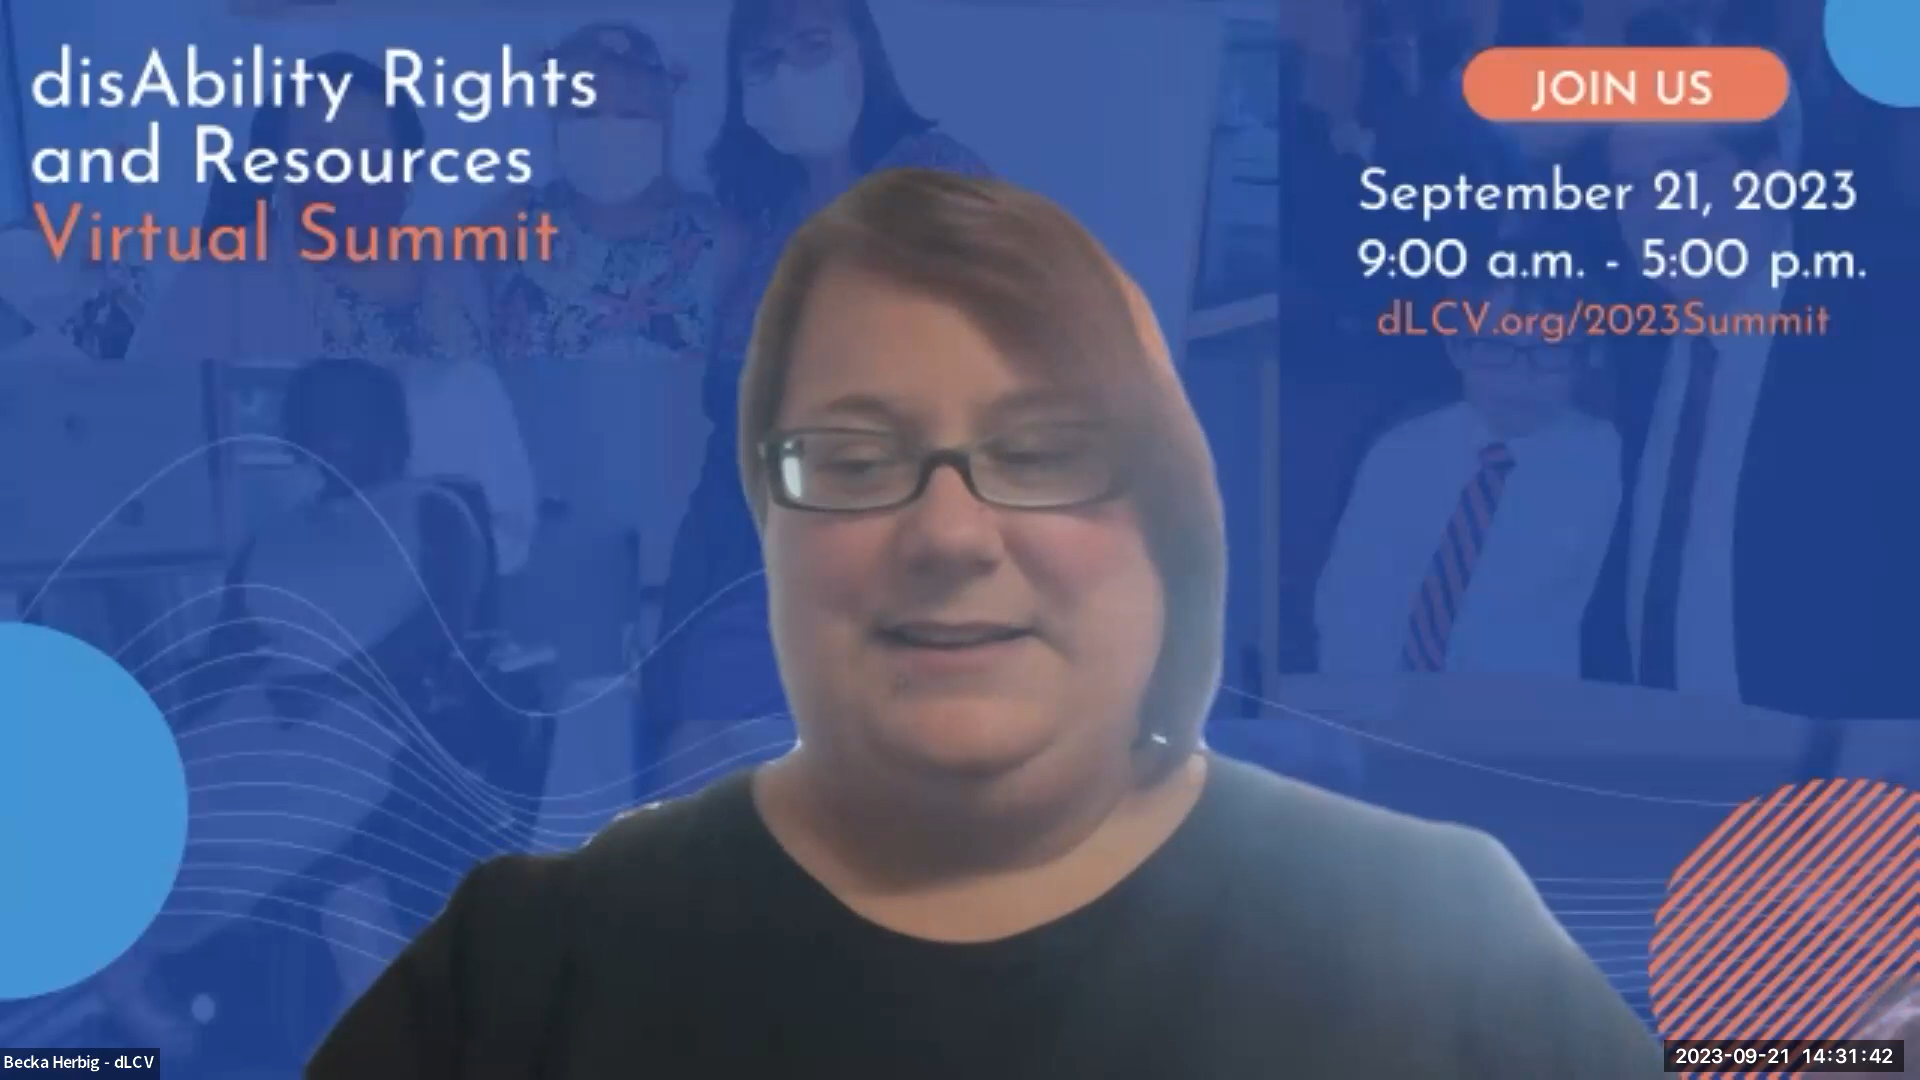 disAbility Rights
and Resources
Virtual Summit
JOIN US
September 21, 2023
9:00 a.m. - 5:00 p.m.
dLCV.org/2023Summit
Becka Herbig - dLCV
2023-09-21 14:31:42